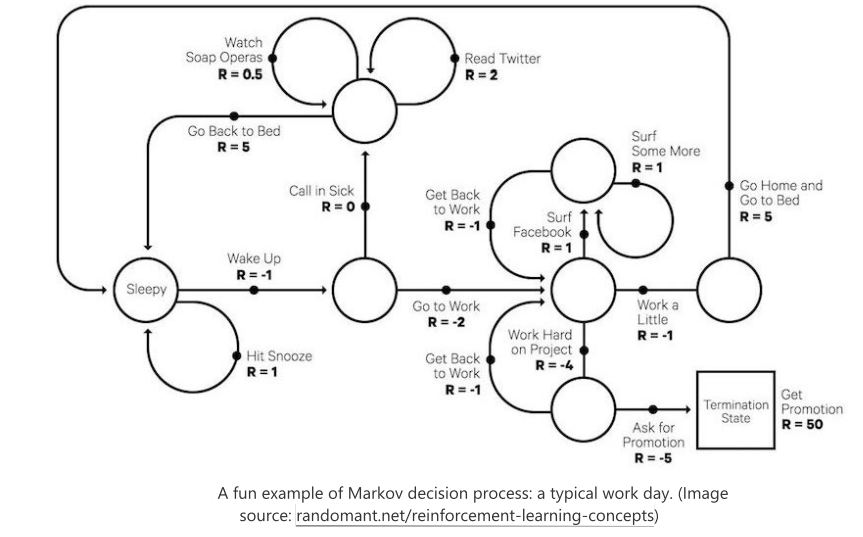 Watch
Soap Operas
R = 0.5
Read Twitter
R = 2
Go Back to Bed
R = 5
Call in Sick
R = 0
Surf
Some More
R = 1
Get Back
to Work
R = -1
Surf
Facebook
R = 1
Go Home and
Go to Bed
R = 5
Sleepy
Wake Up
R = -1
Go to Work
R = -2
Work a
Little
R = -1
Hit Snooze
R = 1
Work Hard
on Project
R = -4
Get Back
to Work
R = -1
Ask for
Promotion
R = -5
Termination
State
Get
Promotion
R = 50
A fun example of Markov decision process: a typical work day. (Image
source: randomant.net/reinforcement-learning-concepts)